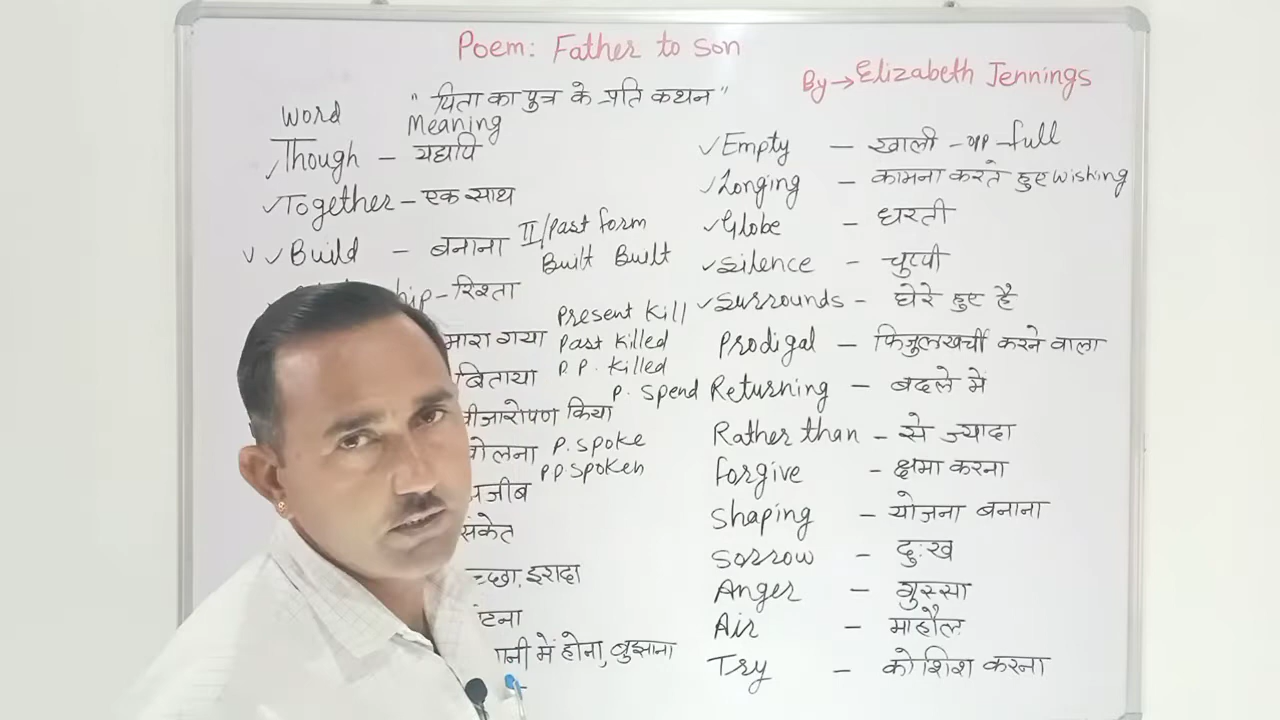 Poem: Father to son
By→Elizabeth Jennings
"पिता का पुत्र के प्रति कथन"
Word Meaning
✓Though – यद्यपि
✓Together – एक साथ
✓✓Build – बनाना II/Past form
Built Built
hip – रिश्ता
मारा गया Present Kill
Past Killed
P.P. Killed
बिताया P. Spend
बीजारोपण किया
बोलना P. Spoke
PP. Spoken
अजीब
संकेत
च्छा, इरादा
ानी में होना, बुझाना
✓Empty – खाली – opp – full
✓Longing – कामना करते हुए wishing
✓Globe – धरती
✓Silence – चुप्पी
✓Surrounds – घेरे हुए है
Prodigal – फिजुलखर्ची करने वाला
Returning – बदले में
Rather than – से ज्यादा
forgive – क्षमा करना
Shaping – योजना बनाना
Sorrow – दुःख
Anger – गुस्सा
Air – माहौल
Try – कोशिश करना